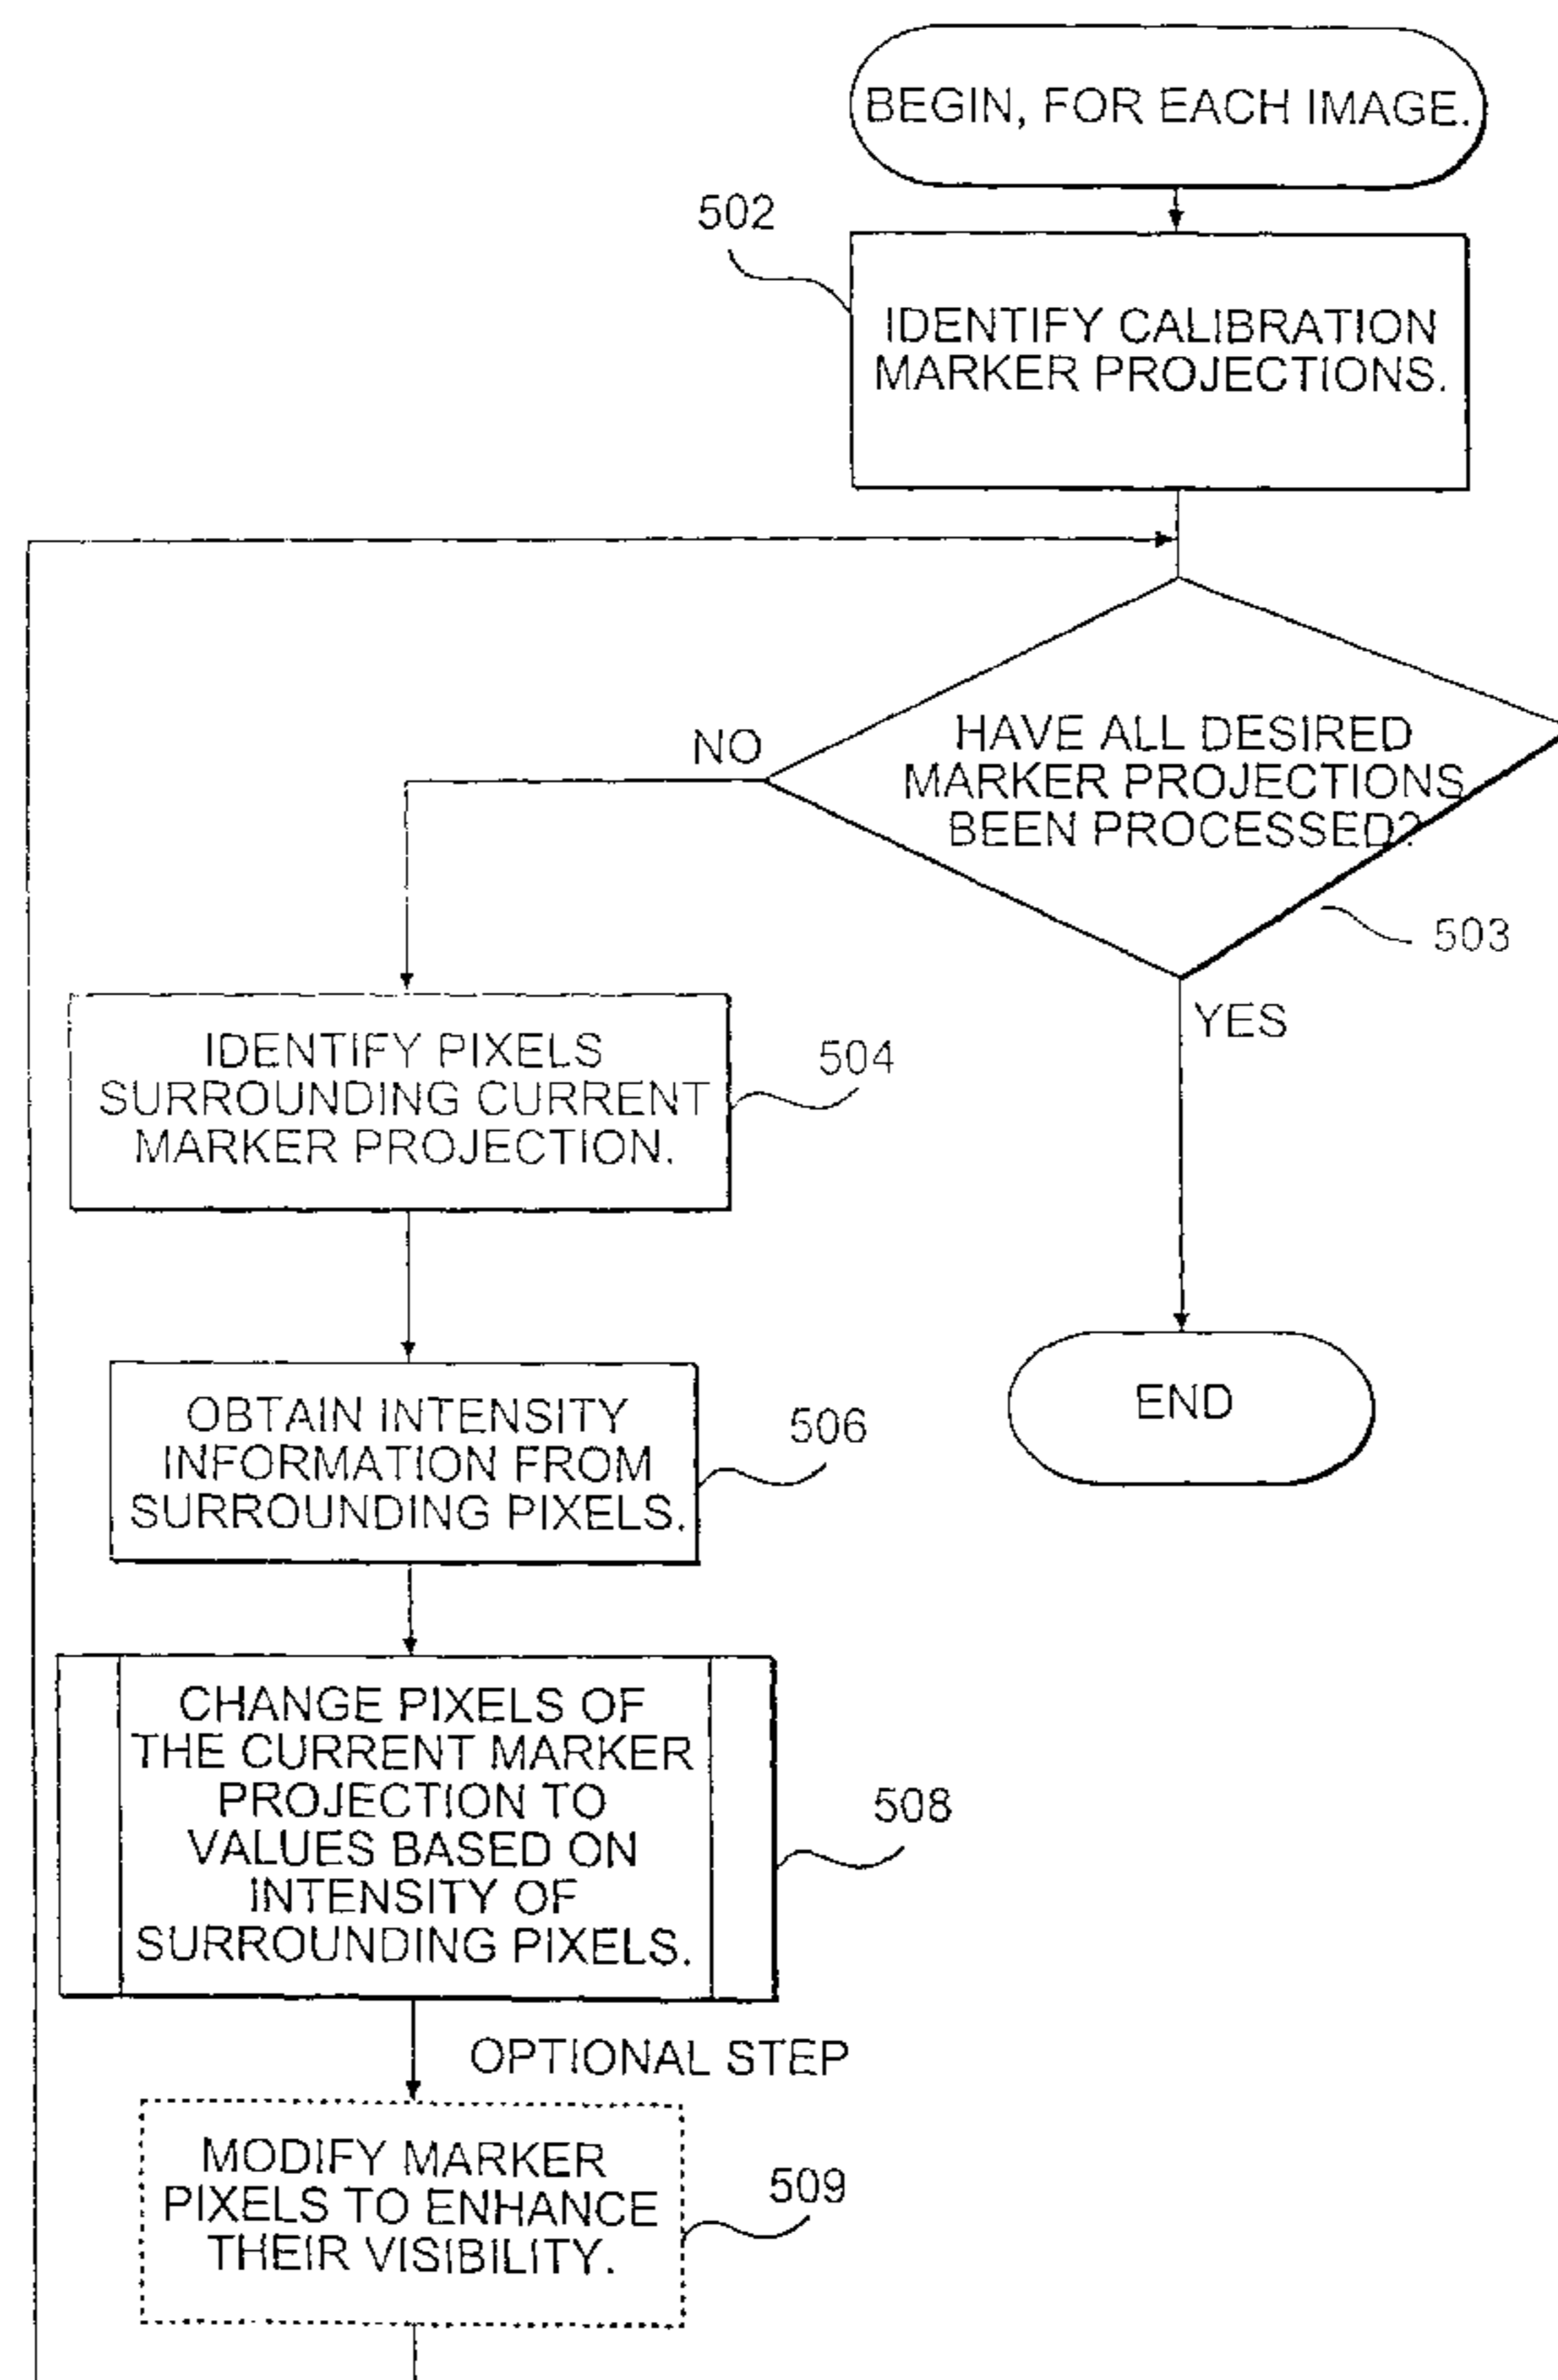 BEGIN, FOR EACH IMAGE.
502
IDENTIFY CALIBRATION
MARKER PROJECTIONS.
HAVE ALL DESIRED
MARKER PROJECTIONS
BEEN PROCESSED?
NO
503
YES
IDENTIFY PIXELS
SURROUNDING CURRENT
MARKER PROJECTION.
504
OBTAIN INTENSITY
INFORMATION FROM
SURROUNDING PIXELS.
506
END
CHANGE PIXELS OF
THE CURRENT MARKER
PROJECTION TO
VALUES BASED ON
INTENSITY OF
SURROUNDING PIXELS.
508
OPTIONAL STEP
MODIFY MARKER
PIXELS TO ENHANCE
THEIR VISIBILITY.
509